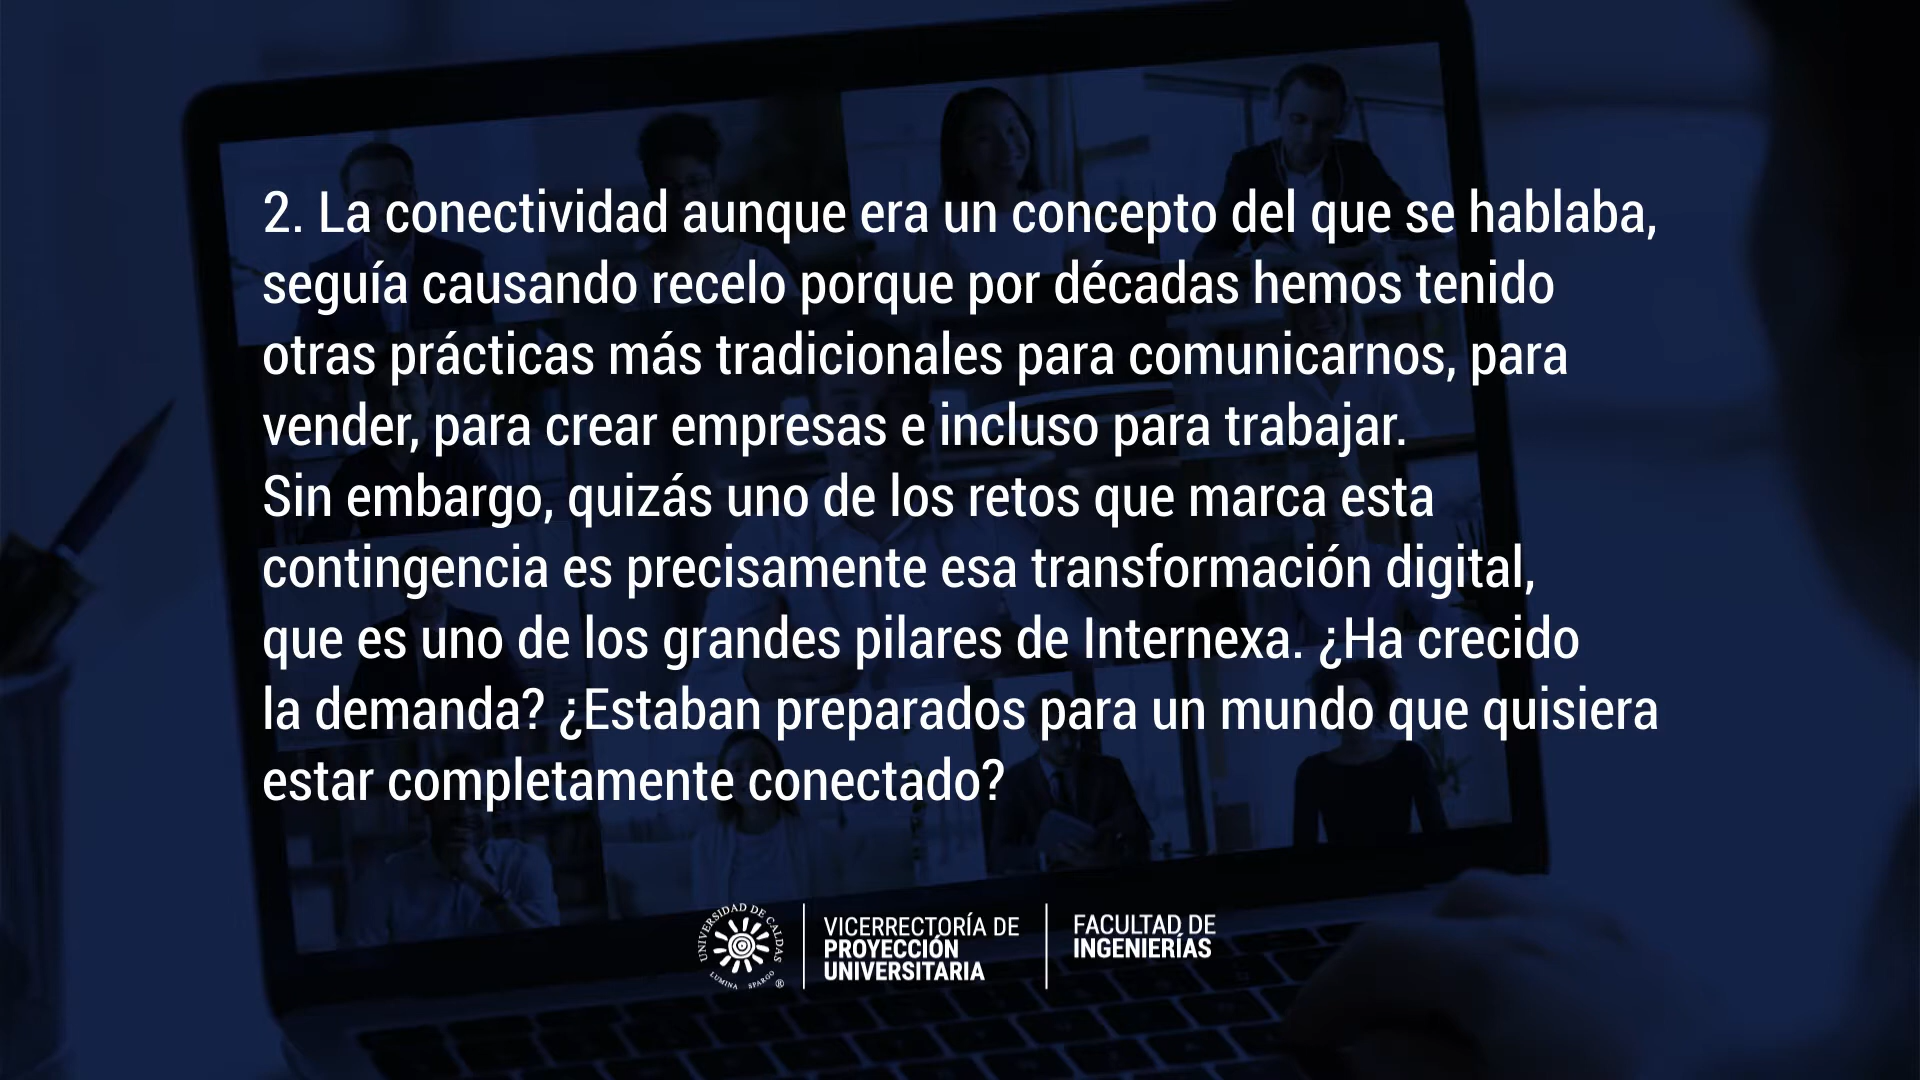 2. La conectividad aunque era un concepto del que se hablaba,
seguía causando recelo porque por décadas hemos tenido
otras prácticas más tradicionales para comunicarnos, para
vender, para crear empresas e incluso para trabajar.
Sin embargo, quizás uno de los retos que marca esta
contingencia es precisamente esa transformación digital,
que es uno de los grandes pilares de Internexa. ¿Ha crecido
la demanda? ¿Estaban preparados para un mundo que quisiera
estar completamente conectado?
UNIVERSIDAD DE CALDAS
LUMINA SPARGO
®
VICERRECTORÍA DE
PROYECCIÓN
UNIVERSITARIA
FACULTAD DE
INGENIERÍAS